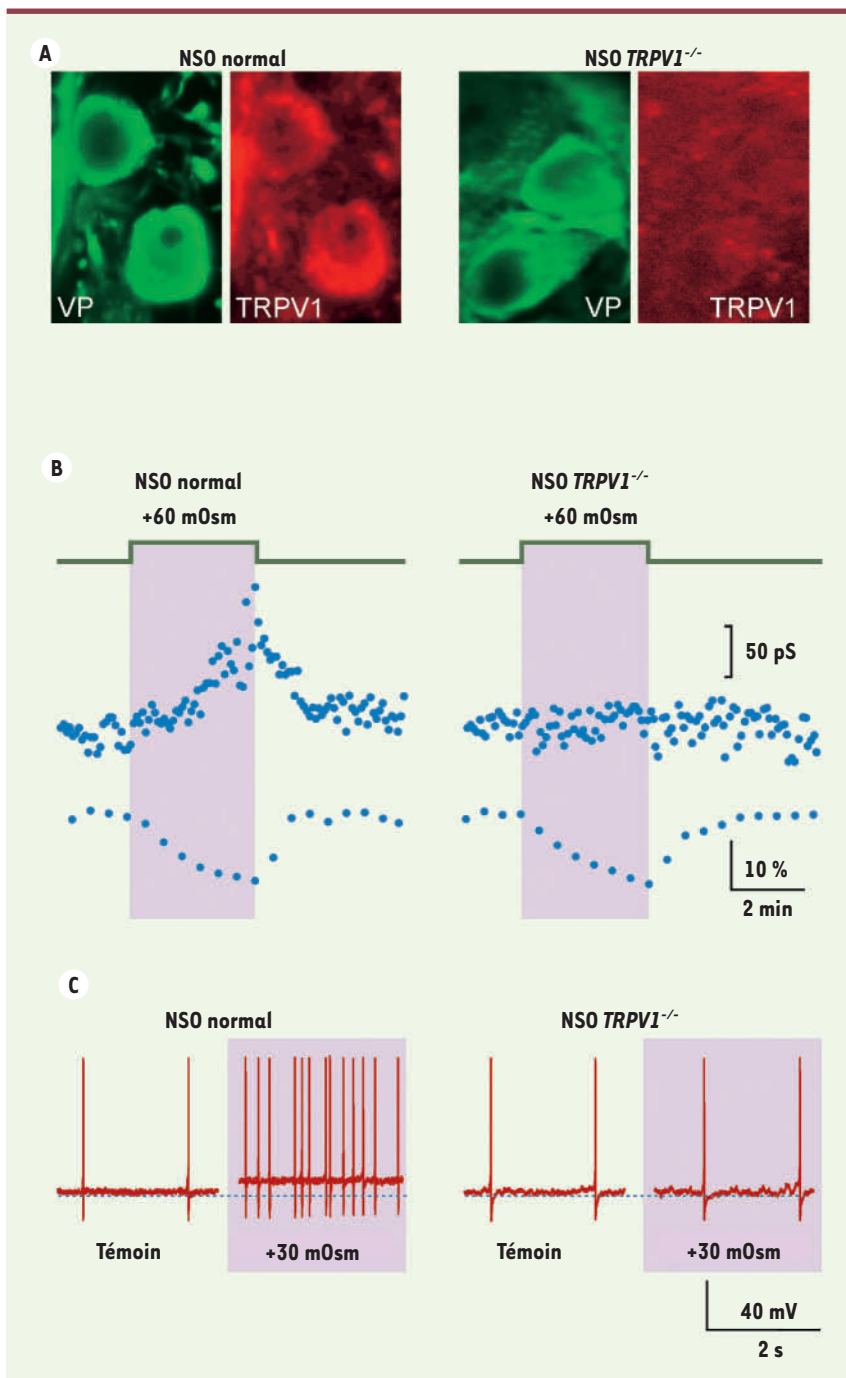 A
NSO normal
NSO TRPV1-/-
VP
TRPV1
VP
TRPV1
B
NSO normal
NSO TRPV1-/-
+60 mOsm
+60 mOsm
50 pS
10 %
2 min
C
NSO normal
NSO TRPV1-/-
Témoin
+30 mOsm
Témoin
+30 mOsm
40 mV
2 s